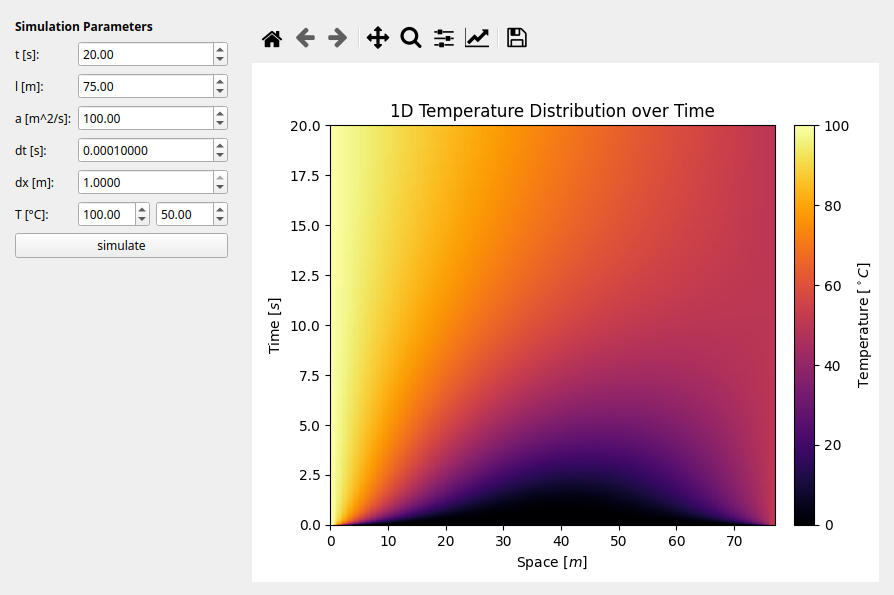 Simulation Parameters
t [s]: 20.00
l [m]: 75.00
a [m^2/s]: 100.00
dt [s]: 0.00010000
dx [m]: 1.0000
T [°C]: 100.00 50.00
simulate
1D Temperature Distribution over Time
20.0
17.5
15.0
12.5
10.0
7.5
5.0
2.5
0.0
Time [s]
0 10 20 30 40 50 60 70
Space [m]
100
80
60
40
20
0
Temperature [°C]